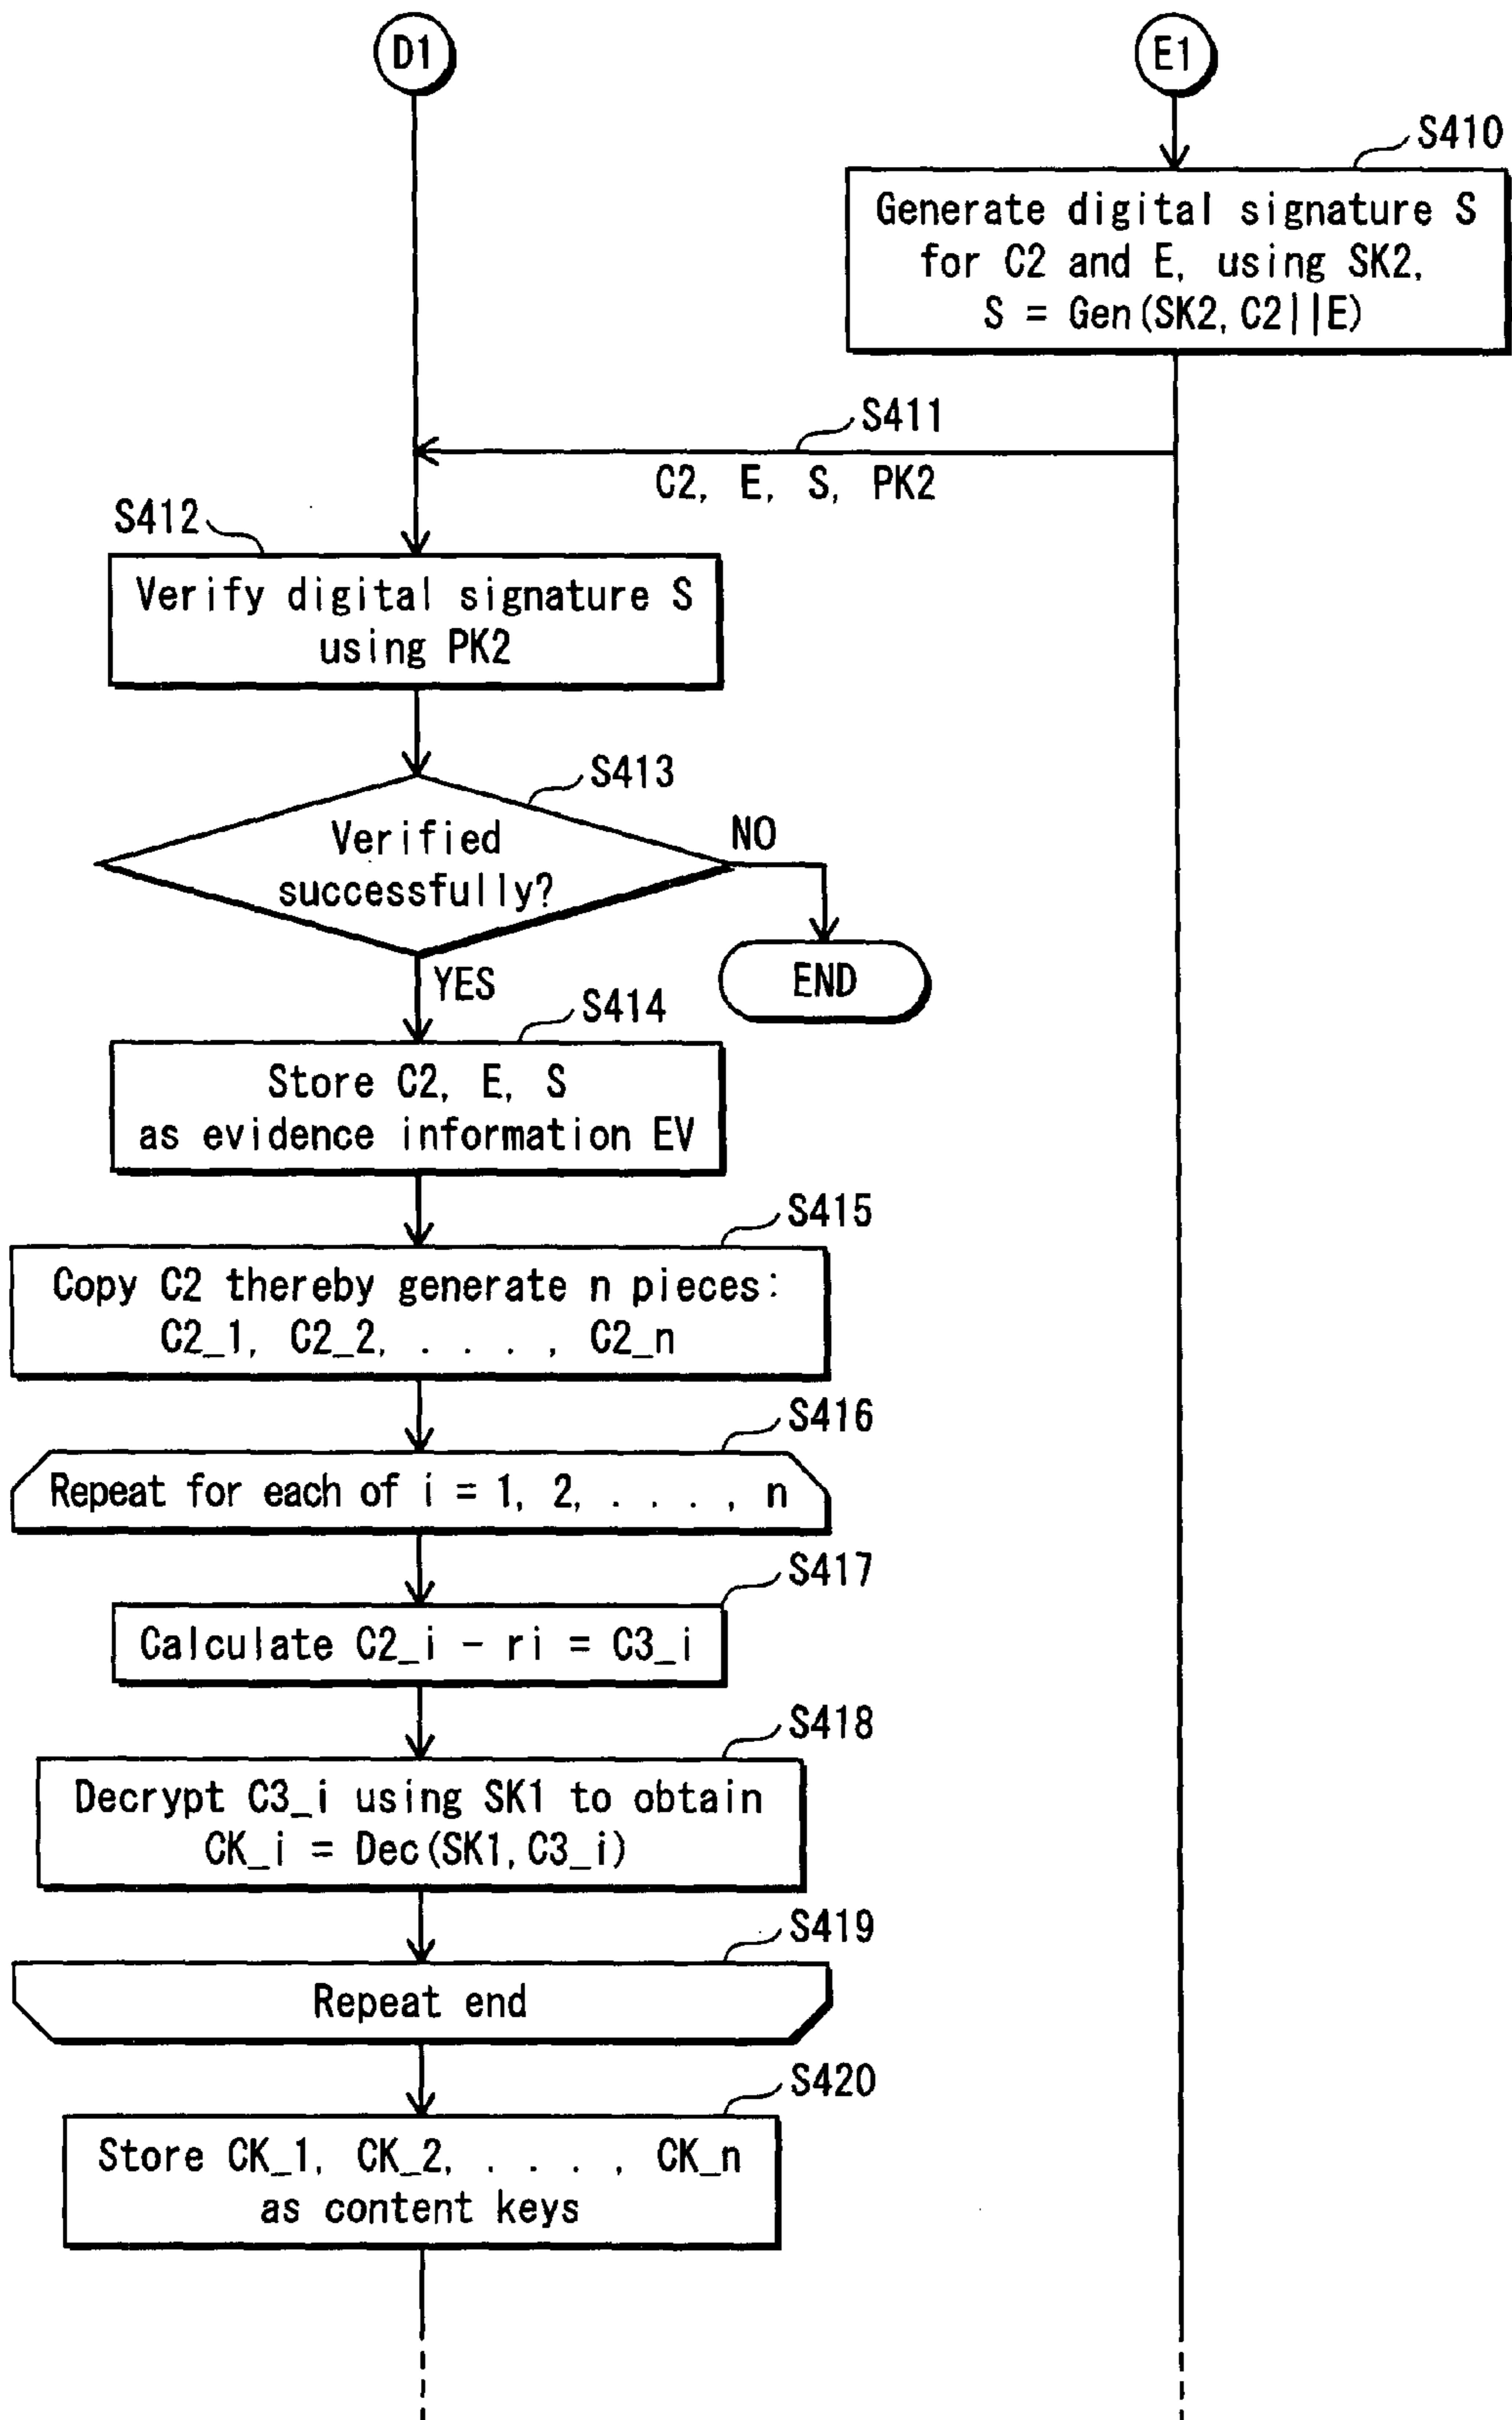 D1
E1
S410
Generate digital signature S
for C2 and E, using SK2,
S = Gen(SK2,C2||E)
S411
C2, E, S, PK2
S412
Verify digital signature S
using PK2
S413
Verified
successfully?
NO
END
YES
S414
Store C2, E, S
as evidence information EV
S415
Copy C2 thereby generate n pieces:
C2_1, C2_2, . . . , C2_n
S416
Repeat for each of i = 1, 2, . . . , n
S417
Calculate C2_i - ri = C3_i
S418
Decrypt C3_i using SK1 to obtain
CK_i = Dec(SK1,C3_i)
S419
Repeat end
S420
Store CK_1, CK_2, . . . , CK_n
as content keys